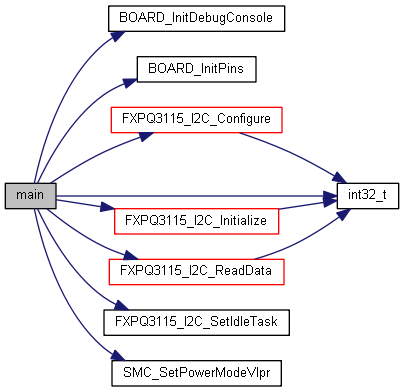 BOARD_InitDebugConsole
BOARD_InitPins
FXPQ3115_I2C_Configure
main
int32_t
FXPQ3115_I2C_Initialize
FXPQ3115_I2C_ReadData
FXPQ3115_I2C_SetIdleTask
SMC_SetPowerModeVlpr